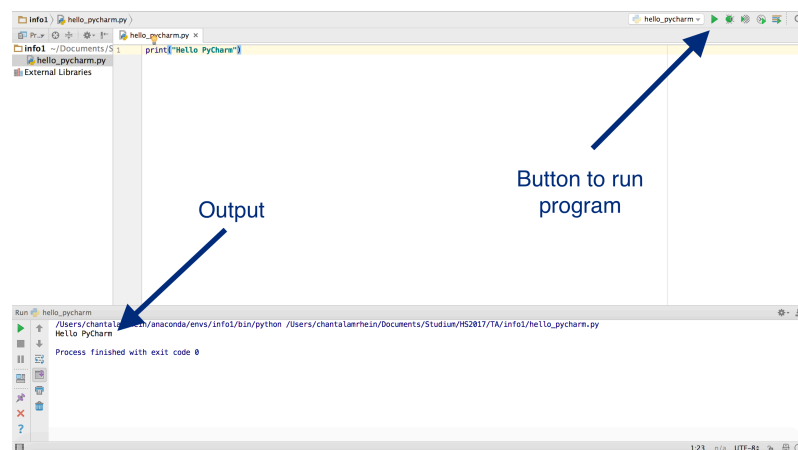 info1 hello_pycharm.py
hello_pycharm
Pr...
hello_pycharm.py ×
info1 ~/Documents/S
hello_pycharm.py
External Libraries
1 print("Hello PyCharm")
Button to run
program
Output
Run hello_pycharm
/Users/chantalamrhein/anaconda/envs/info1/bin/python /Users/chantalamrhein/Documents/Studium/HS2017/TA/info1/hello_pycharm.py
Hello PyCharm
Process finished with exit code 0
?
1:23 n/a UTF-8